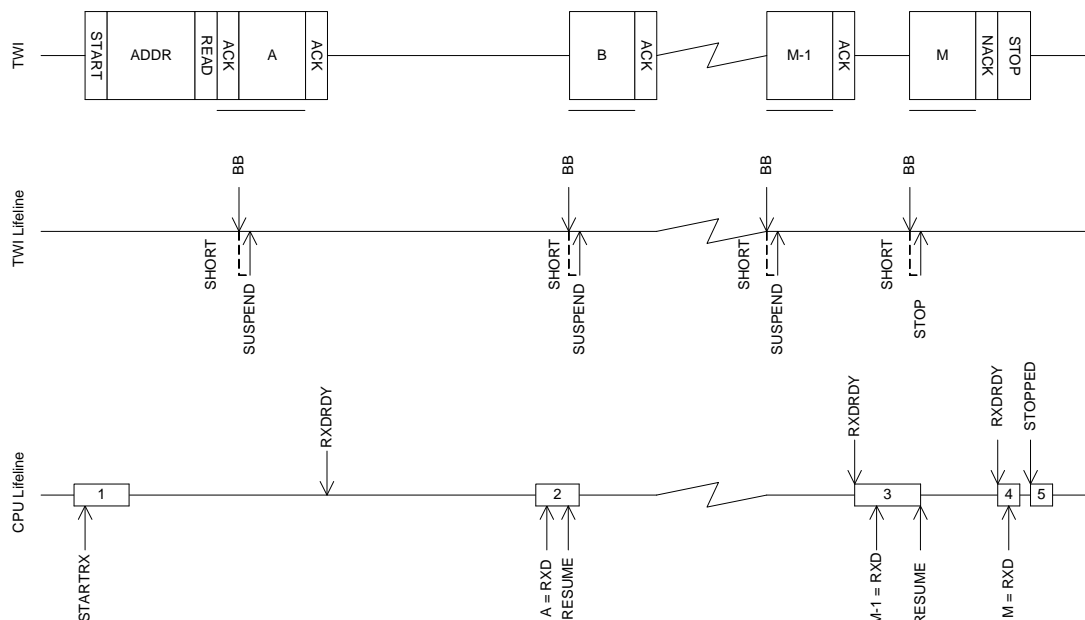 TWI
START
ADDR
READ
ACK
A
ACK
B
ACK
M-1
ACK
M
NACK
STOP
TWI Lifeline
BB
BB
BB
BB
SHORT
SUSPEND
SHORT
SUSPEND
SHORT
SUSPEND
SHORT
STOP
CPU Lifeline
RXDRDY
RXDRDY
RXDRDY
STOPPED
1
2
3
4
5
STARTRX
A = RXD
RESUME
M-1 = RXD
RESUME
M = RXD